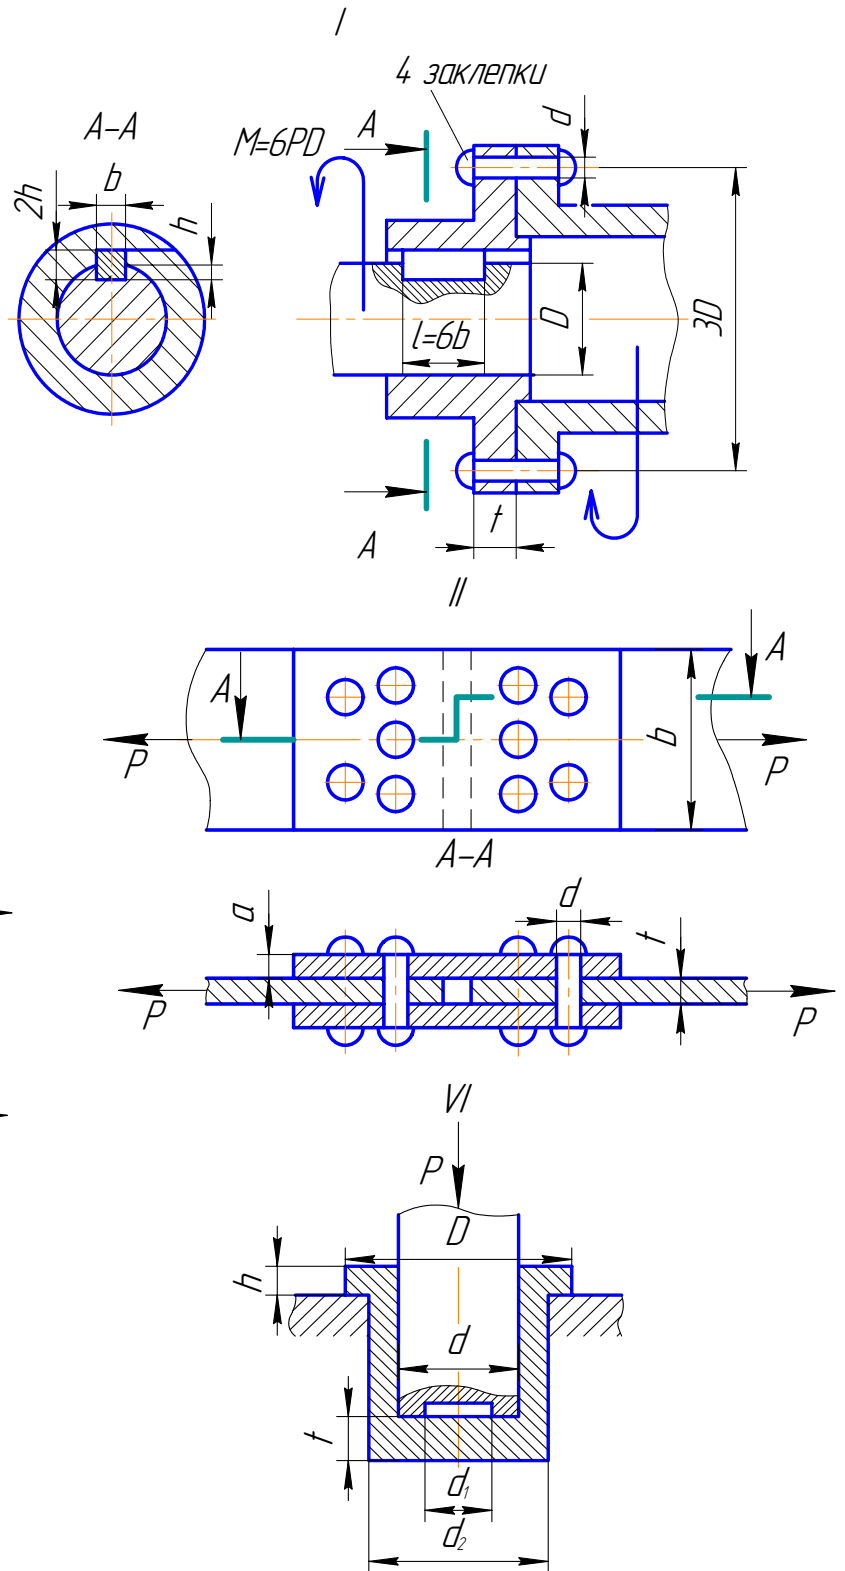 I
4 заклепки
A-A
M=6PD
A
d
b
2h
h
l=6b
D
3D
t
A
II
A
A
P
b
P
A-A
a
d
t
P
P
VI
P
D
h
d
t
d₁
d₂